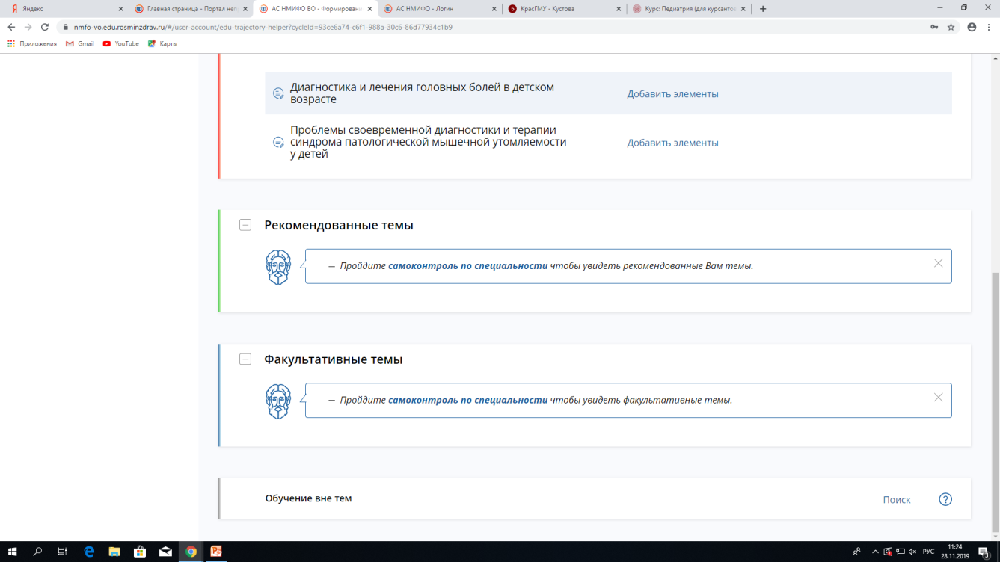 Яндекс
Главная страница - Портал неп
АС НМИФО ВО - Формировани
АС НМИФО - Логин
5 КрасГМУ - Кустова
Курс: Педиатрия (для курсантов
nmfo-vo.edu.rosminzdrav.ru/#/user-account/edu-trajectory-helper?cycleId=93ce6a74-c6f1-988a-30c6-86d77934c1b9
Приложения Gmail YouTube Карты
Диагностика и лечения головных болей в детском
возрасте
Добавить элементы
Проблемы своевременной диагностики и терапии
синдрома патологической мышечной утомляемости
у детей
Добавить элементы
Рекомендованные темы
— Пройдите самоконтроль по специальности чтобы увидеть рекомендованные Вам темы.
Факультативные темы
— Пройдите самоконтроль по специальности чтобы увидеть факультативные темы.
Обучение вне тем
Поиск
?
РУС
11:24
28.11.2019
3